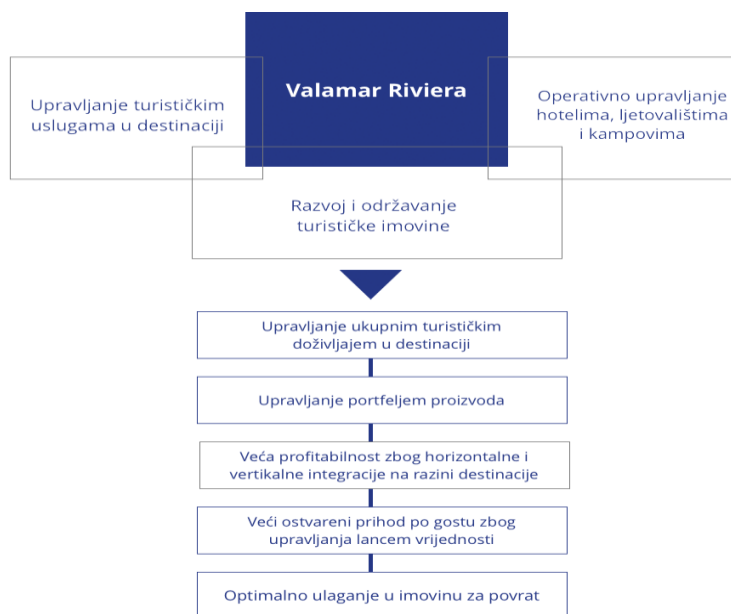 Valamar Riviera
Upravljanje turističkim
uslugama u destinaciji
Operativno upravljanje
hotelima, ljetovalištima
i kampovima
Razvoj i održavanje
turističke imovine
Upravljanje ukupnim turističkim
doživljajem u destinaciji
Upravljanje portfeljem proizvoda
Veća profitabilnost zbog horizontalne i
vertikalne integracije na razini destinacije
Veći ostvareni prihod po gostu zbog
upravljanja lancem vrijednosti
Optimalno ulaganje u imovinu za povrat